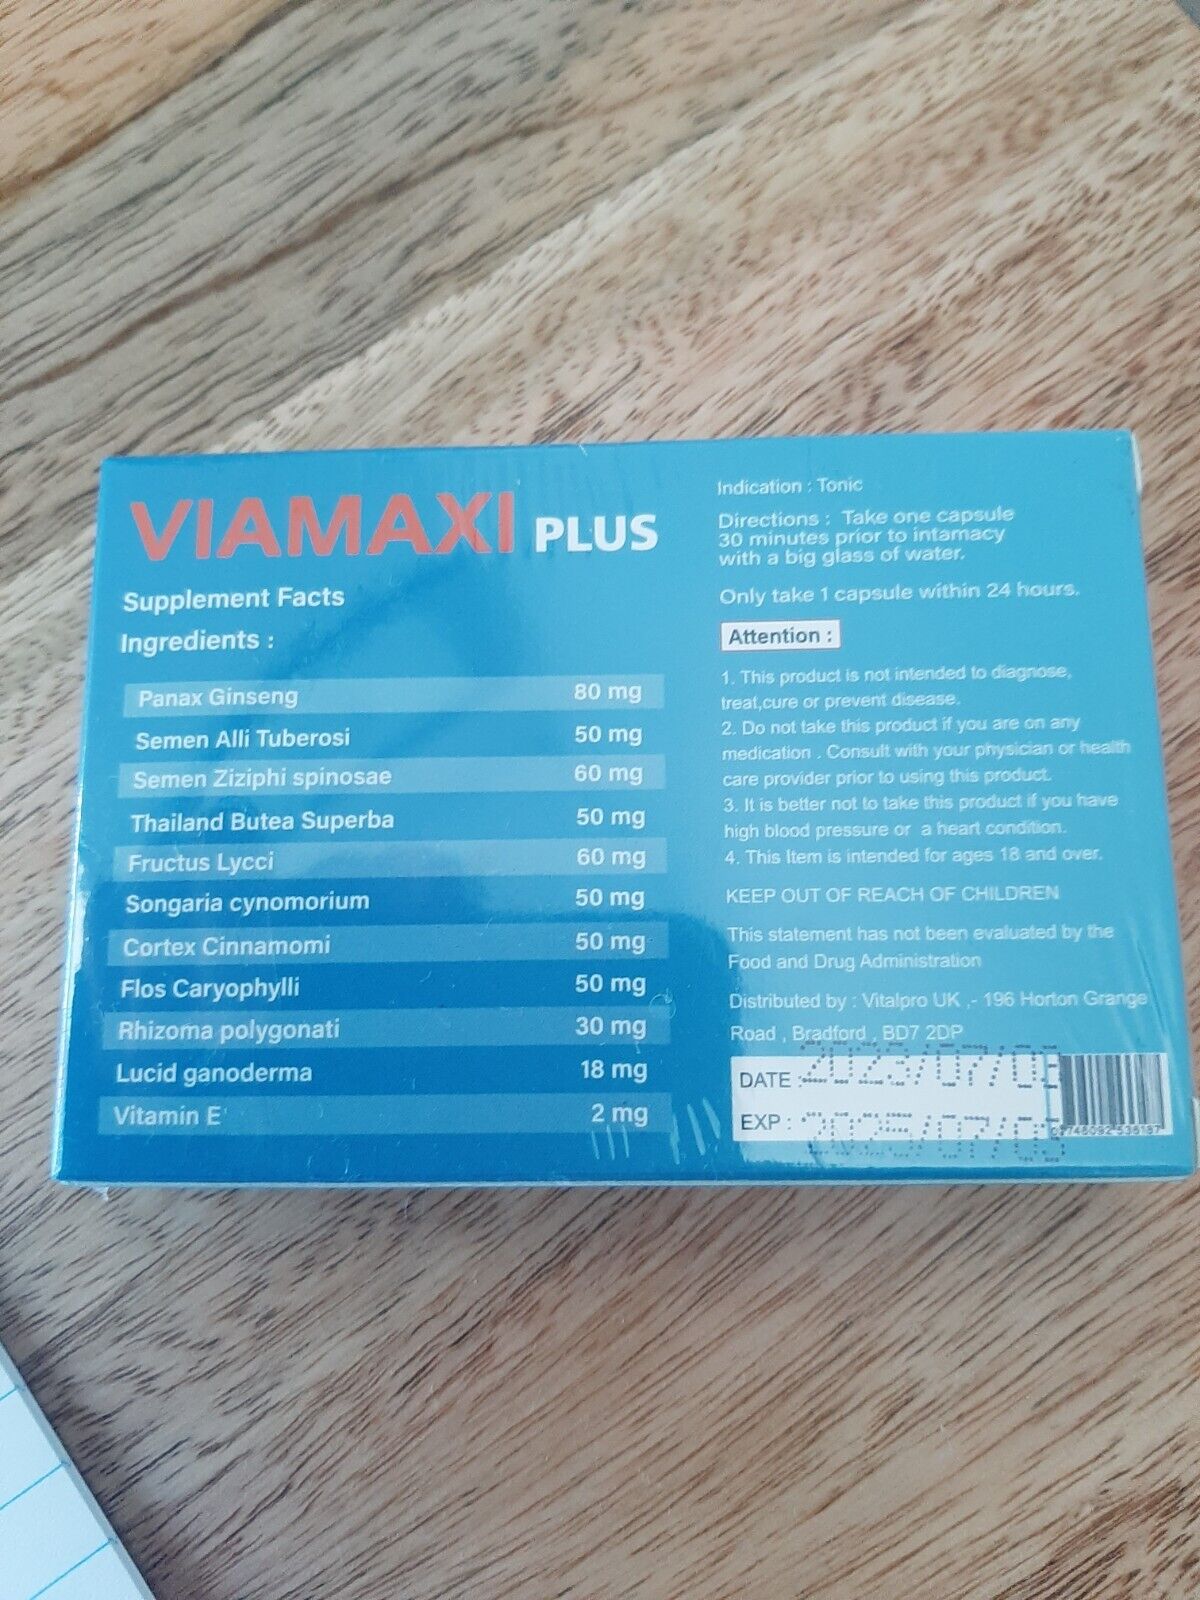 VIAMAXI PLUS
Supplement Facts
Ingredients :
Panax Ginseng 80 mg
Semen Alli Tuberosi 50 mg
Semen Ziziphi spinosae 60 mg
Thailand Butea Superba 50 mg
Fructus Lycci 60 mg
Songaria cynomorium 50 mg
Cortex Cinnamomi 50 mg
Flos Caryophylli 50 mg
Rhizoma polygonati 30 mg
Lucid ganoderma 18 mg
Vitamin E 2 mg
Indication : Tonic
Directions : Take one capsule
30 minutes prior to intamacy
with a big glass of water.
Only take 1 capsule within 24 hours.
Attention :
1. This product is not intended to diagnose,
treat,cure or prevent disease.
2. Do not take this product if you are on any
medication . Consult with your physician or health
care provider prior to using this product.
3. It is better not to take this product if you have
high blood pressure or a heart condition.
4. This Item is intended for ages 18 and over.
KEEP OUT OF REACH OF CHILDREN
This statement has not been evaluated by the
Food and Drug Administration
Distributed by : Vitalpro UK ,- 196 Horton Grange
Road , Bradford , BD7 2DP
DATE :
EXP :